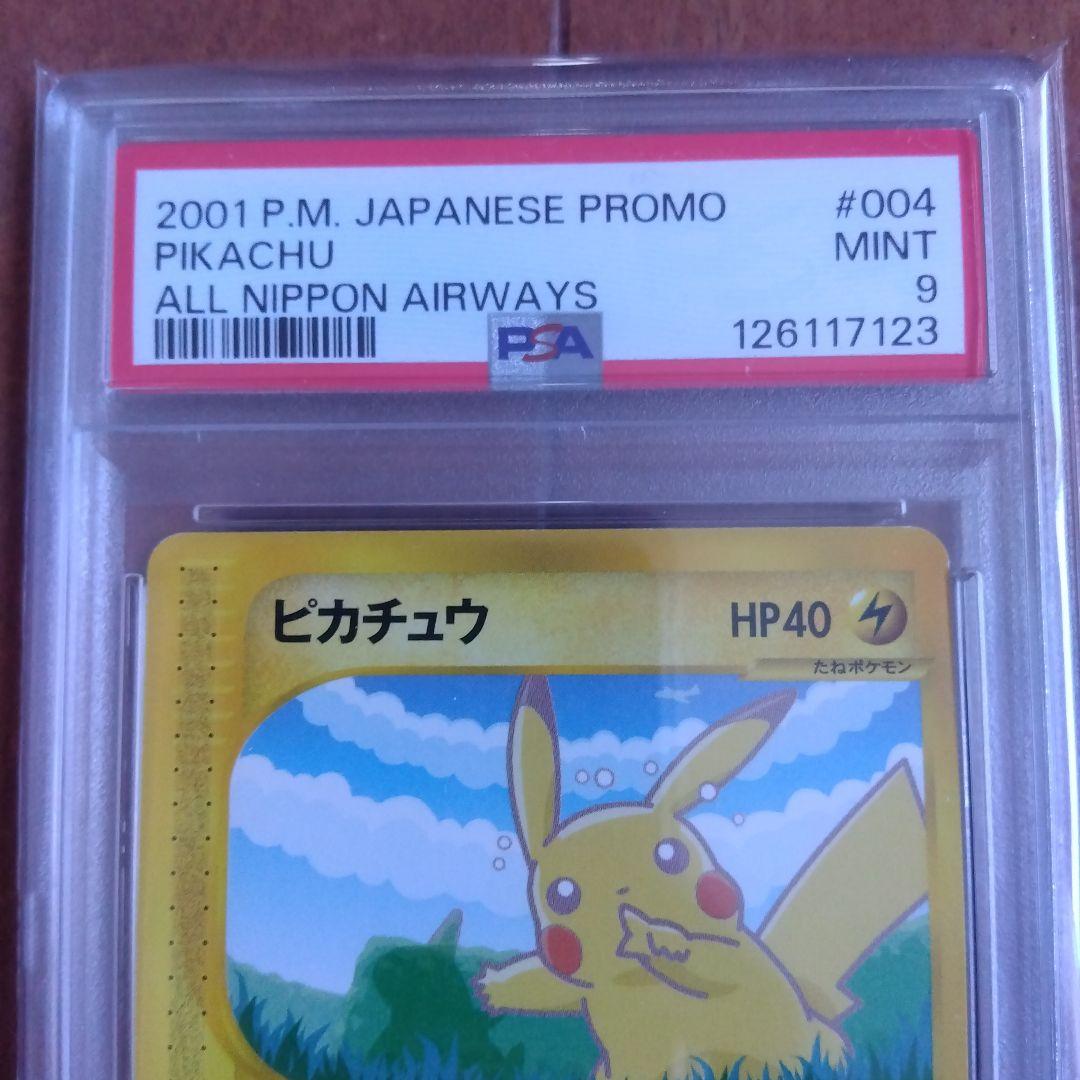 2001 P.M. JAPANESE PROMO #004
PIKACHU MINT
ALL NIPPON AIRWAYS 9
PSA 126117123
ピカチュウ HP40
たねポケモン